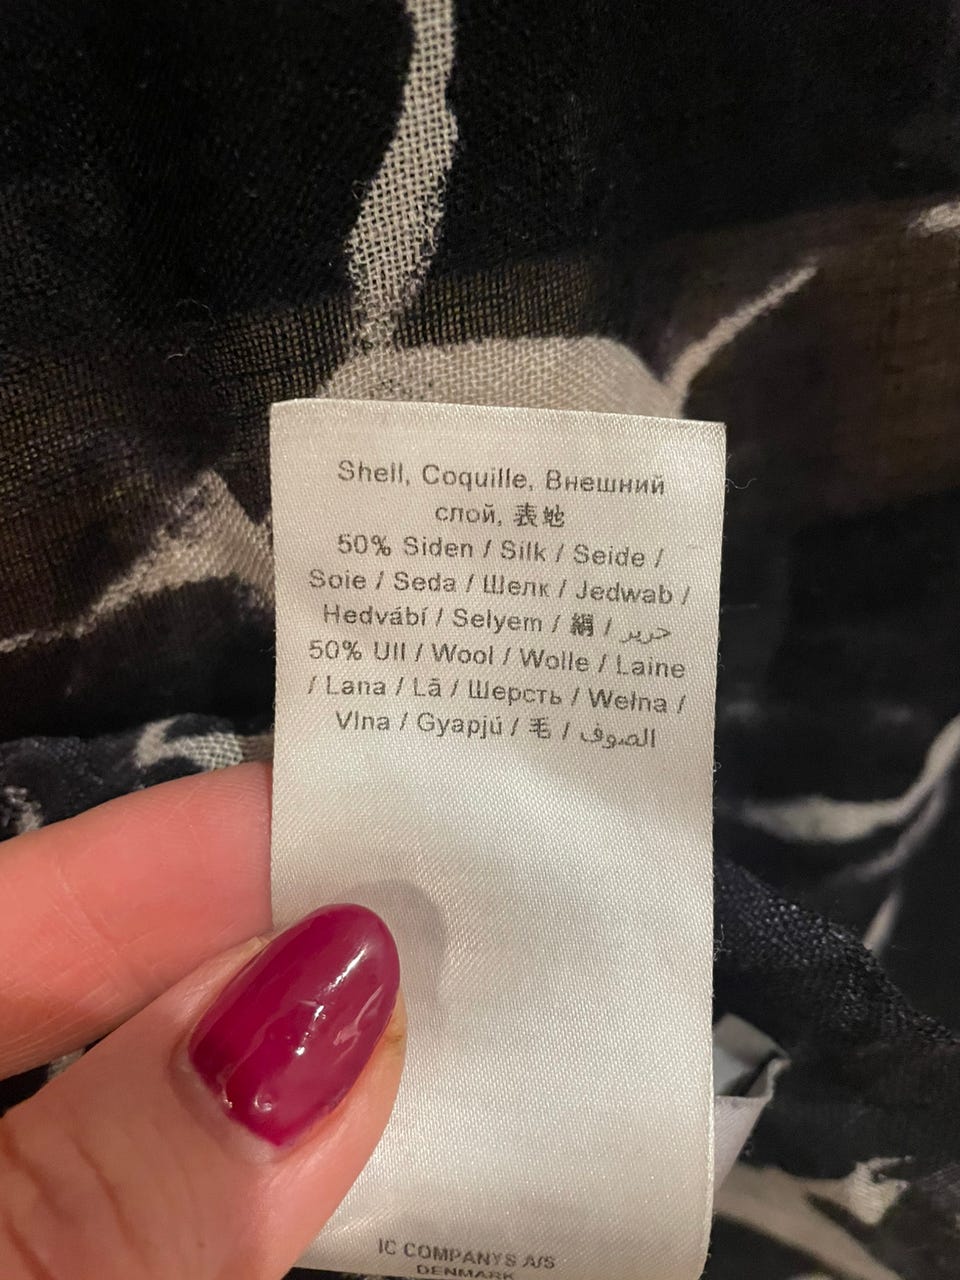 Shell, Coquille, Внешний
слой, 表地
50% Siden / Silk / Seide /
Soie / Seda / Шелк / Jedwab /
Hedvábí / Selyem / 絹 / حرير
50% Ull / Wool / Wolle / Laine
/ Lana / Lã / Шерсть / Wełna /
Vlna / Gyapjú / 毛 / الصوف
IC COMPANYS A/S
DENMARK